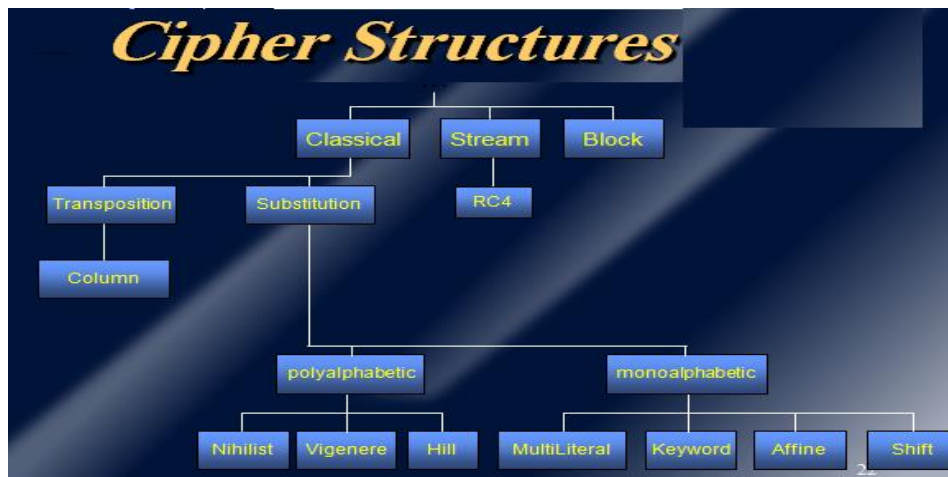 Cipher Structures
Classical Stream Block
Transposition Substitution RC4
Column
polyalphabetic monoalphabetic
Nihilist Vigenere Hill MultiLiteral Keyword Affine Shift
22